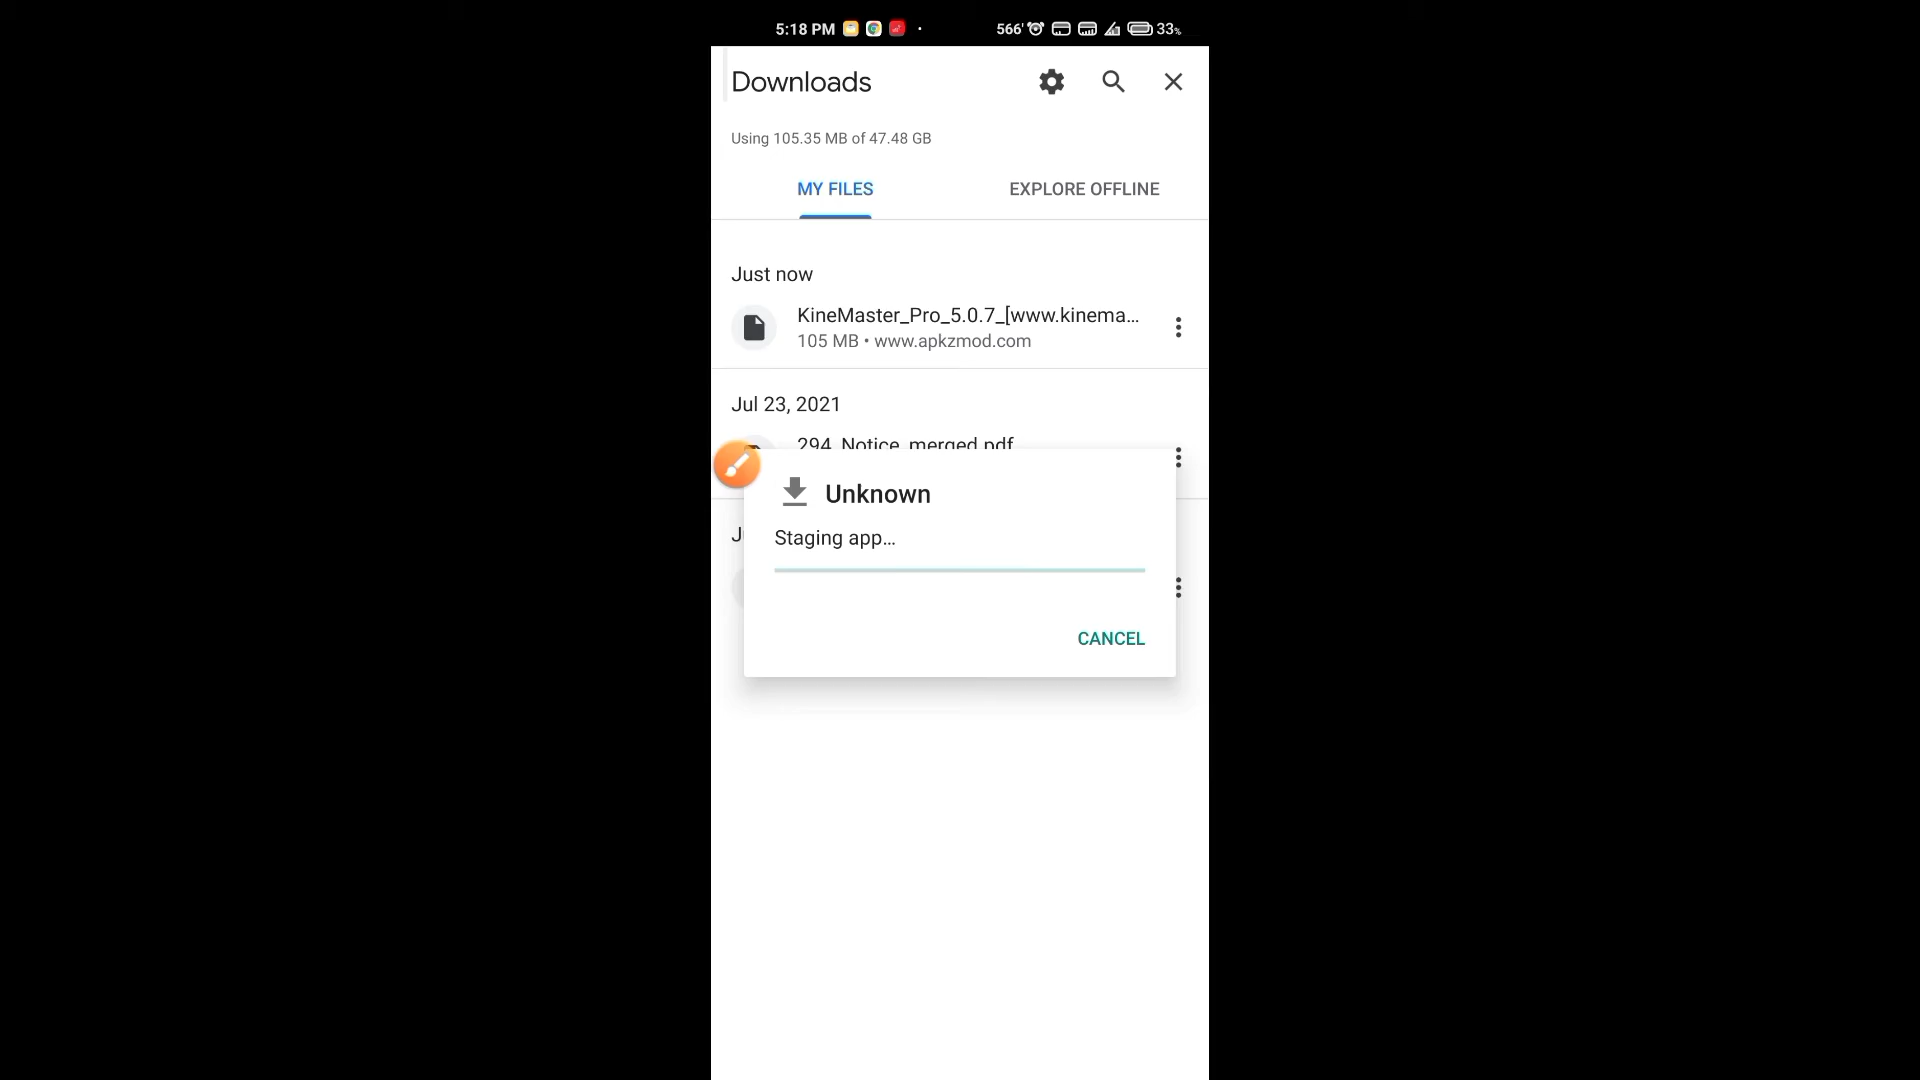 5:18 PM
566' 33%
Downloads
Using 105.35 MB of 47.48 GB
MY FILES
EXPLORE OFFLINE
Just now
KineMaster_Pro_5.0.7_[www.kinema...
105 MB • www.apkzmod.com
Jul 23, 2021
294_Notice_merged.pdf
Unknown
Staging app...
CANCEL